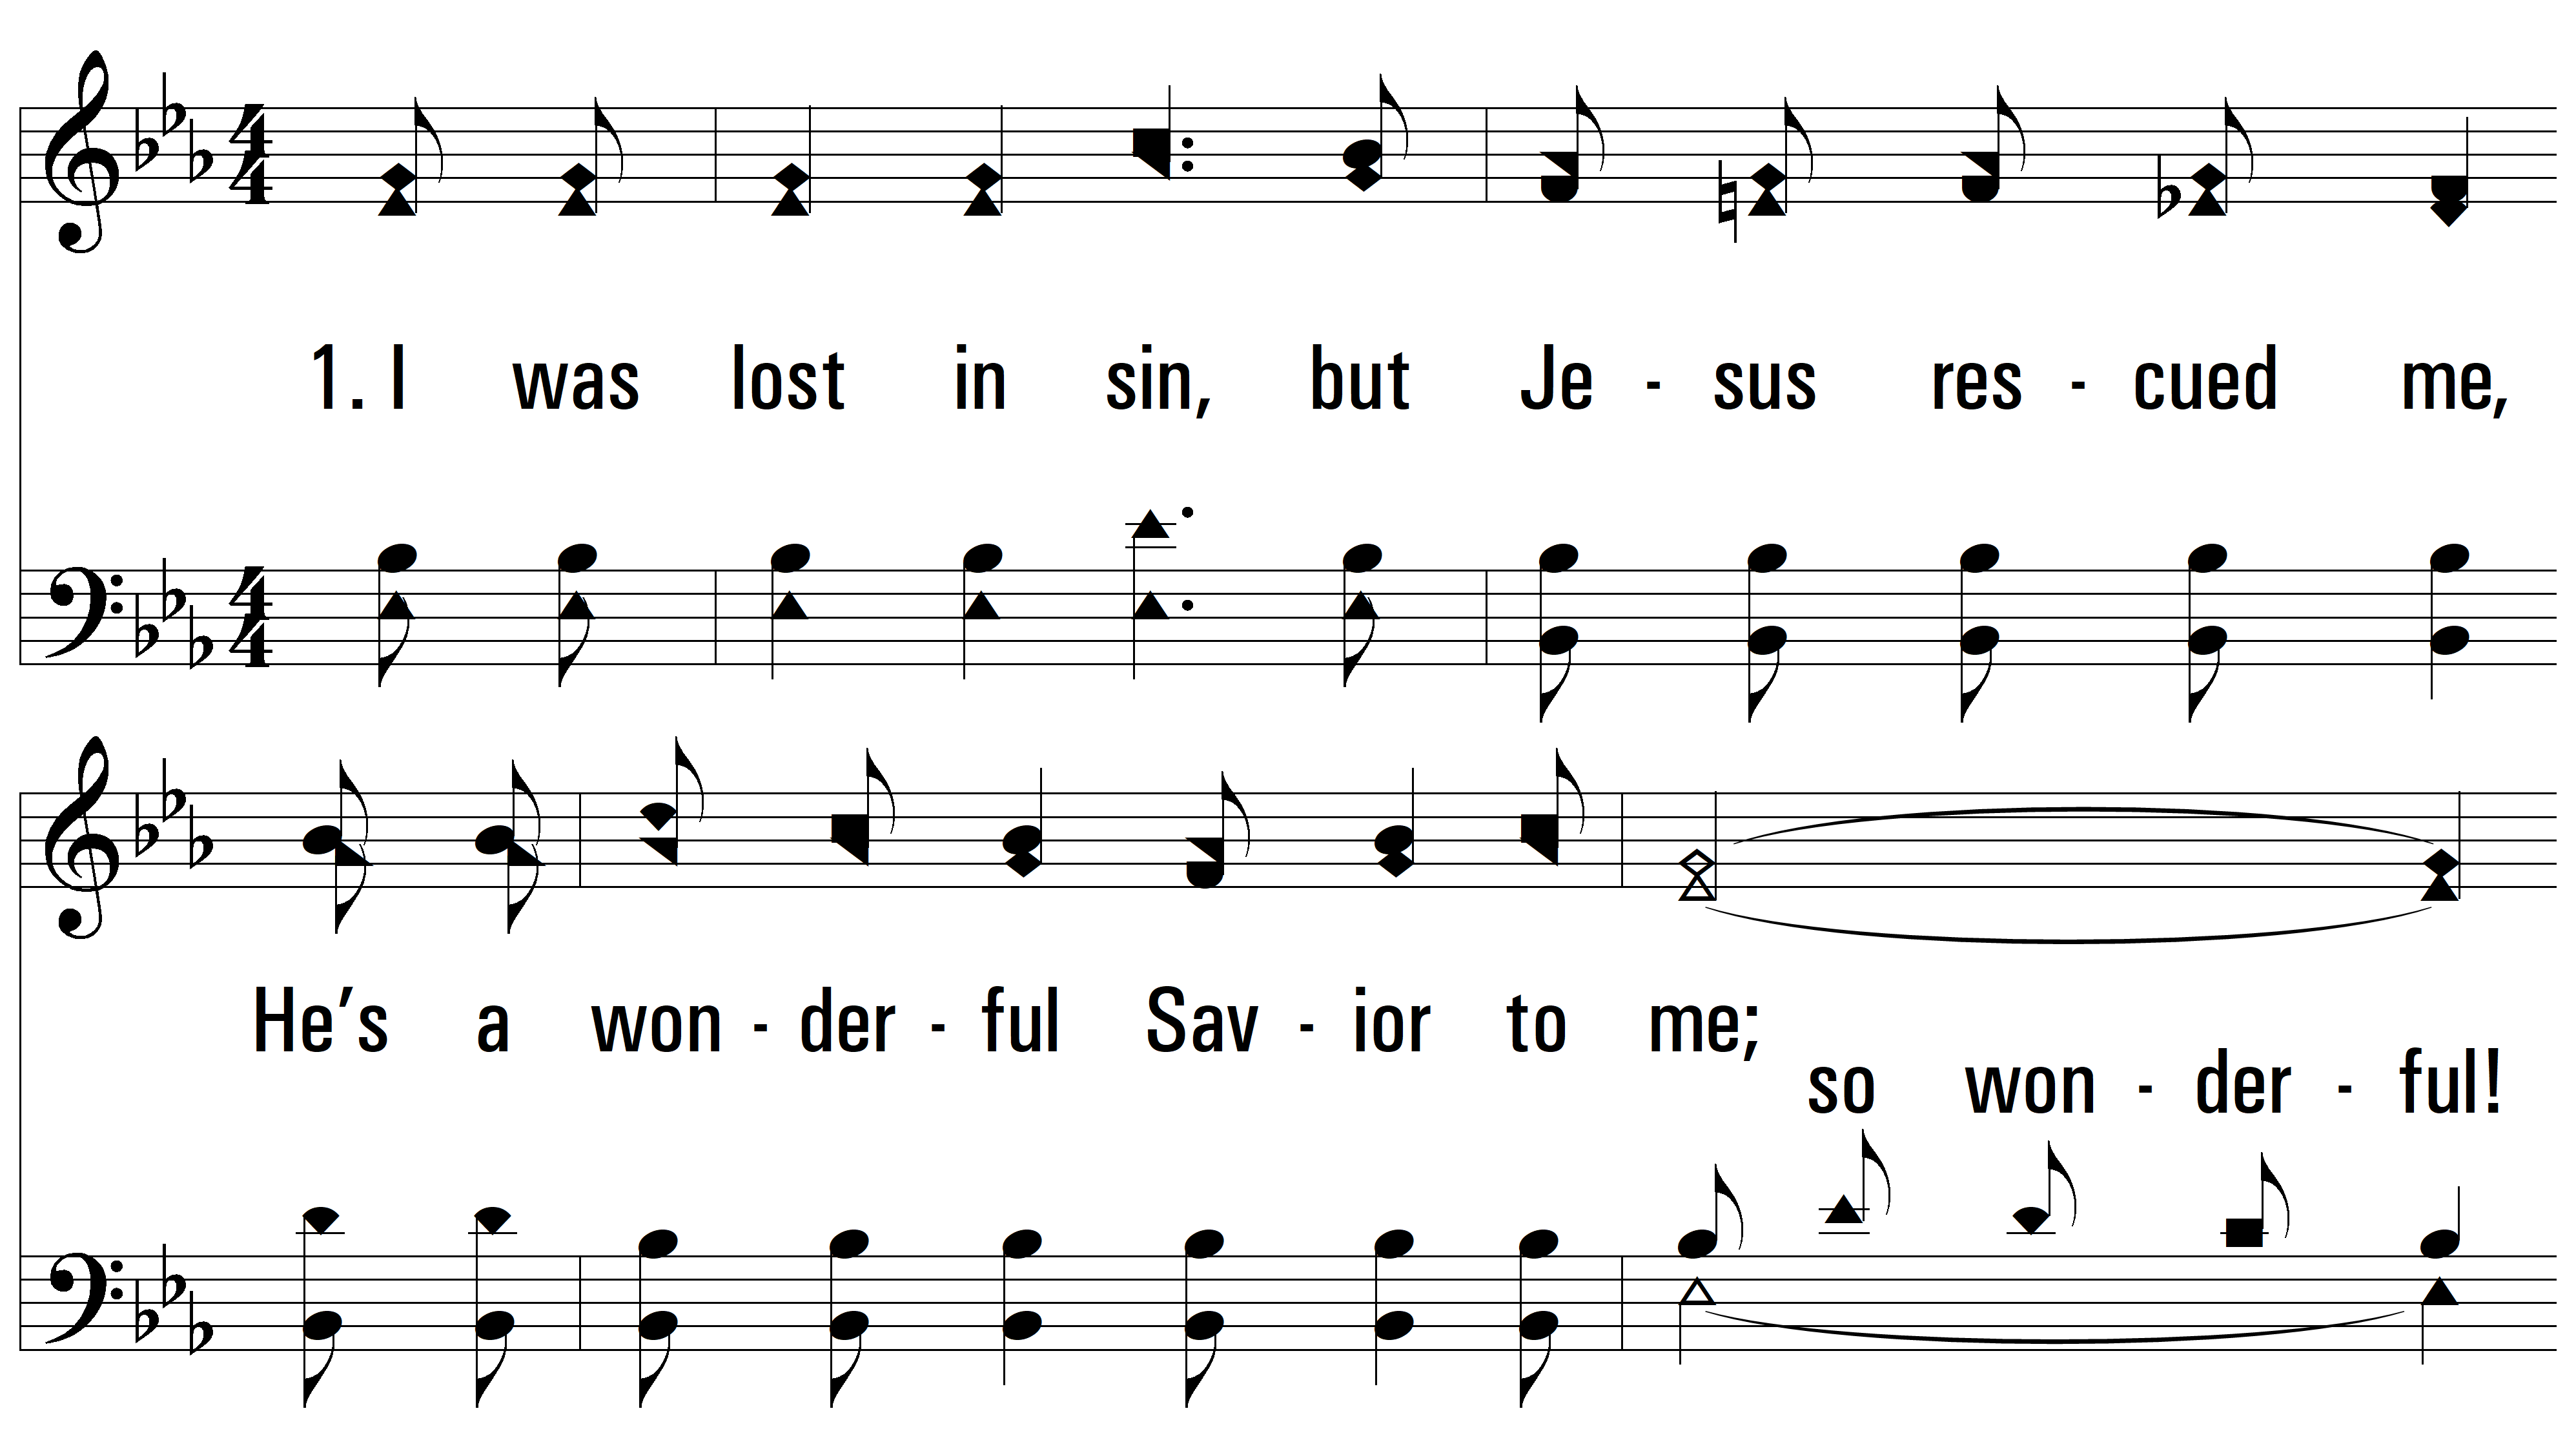 1. I was lost in sin, but Je - sus res - cued me,
He’s a won - der - ful Sav - ior to me;
so won - der - ful!